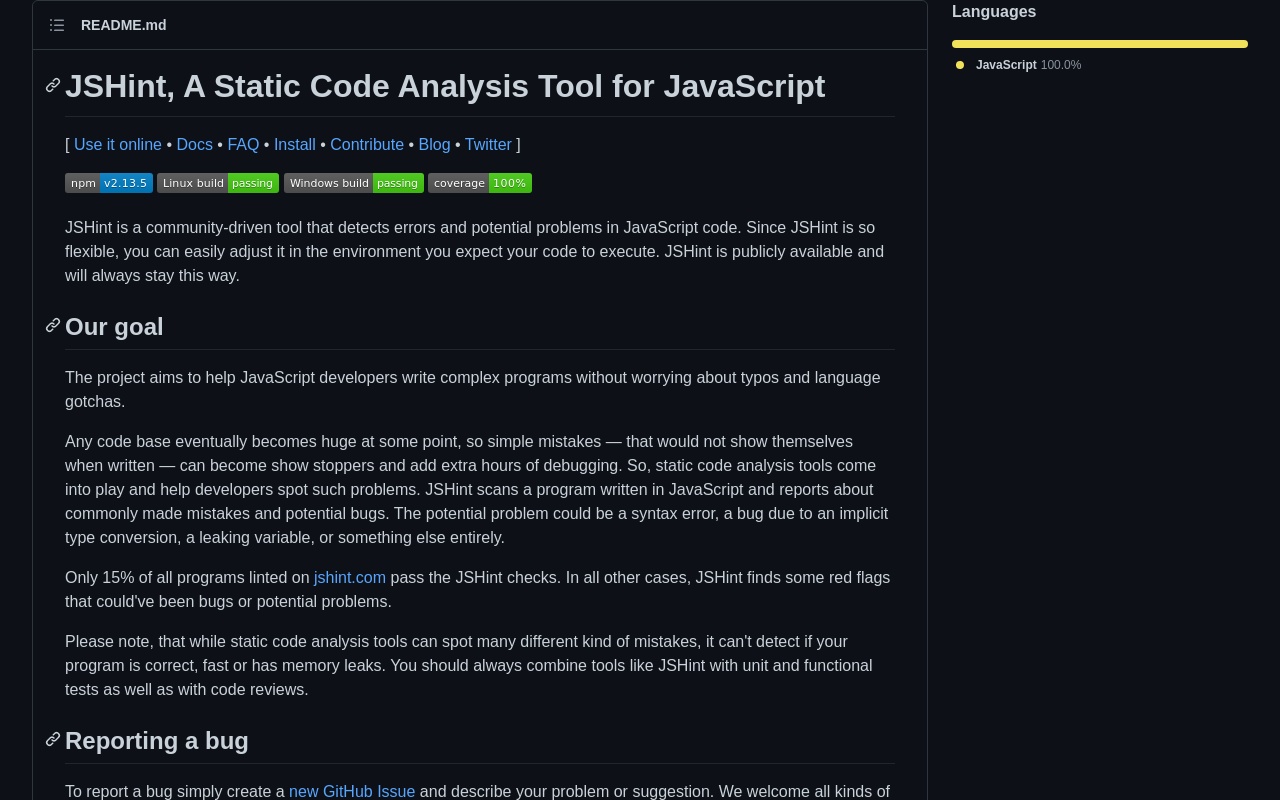 README.md
JSHint, A Static Code Analysis Tool for JavaScript
[ Use it online • Docs • FAQ • Install • Contribute • Blog • Twitter ]
npm v2.13.5 Linux build passing Windows build passing coverage 100%
JSHint is a community-driven tool that detects errors and potential problems in JavaScript code. Since JSHint is so
flexible, you can easily adjust it in the environment you expect your code to execute. JSHint is publicly available and
will always stay this way.
Our goal
The project aims to help JavaScript developers write complex programs without worrying about typos and language
gotchas.
Any code base eventually becomes huge at some point, so simple mistakes — that would not show themselves
when written — can become show stoppers and add extra hours of debugging. So, static code analysis tools come
into play and help developers spot such problems. JSHint scans a program written in JavaScript and reports about
commonly made mistakes and potential bugs. The potential problem could be a syntax error, a bug due to an implicit
type conversion, a leaking variable, or something else entirely.
Only 15% of all programs linted on jshint.com pass the JSHint checks. In all other cases, JSHint finds some red flags
that could've been bugs or potential problems.
Please note, that while static code analysis tools can spot many different kind of mistakes, it can't detect if your
program is correct, fast or has memory leaks. You should always combine tools like JSHint with unit and functional
tests as well as with code reviews.
Reporting a bug
To report a bug simply create a new GitHub Issue and describe your problem or suggestion. We welcome all kinds of
Languages
JavaScript 100.0%